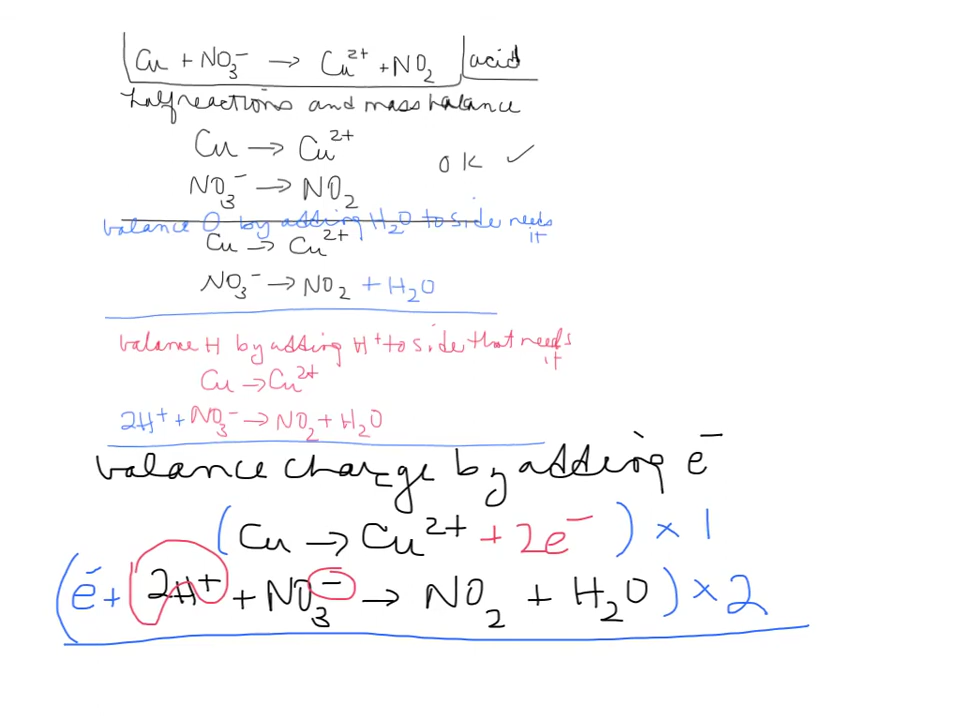 Cu + NO₃⁻ → Cu²⁺ + NO₂ acid
half reactions and mass balance
Cu → Cu²⁺
OK ✓
NO₃⁻ → NO₂
balance O by adding H₂O to side needs it
Cu → Cu²⁺
NO₃⁻ → NO₂ + H₂O
balance H by adding H⁺ to side that needs it
Cu → Cu²⁺
2H⁺ + NO₃⁻ → NO₂ + H₂O
balance charge by adding e⁻
(Cu → Cu²⁺ + 2e⁻) × 1
(e⁻ + 2H⁺ + NO₃⁻ → NO₂ + H₂O) × 2